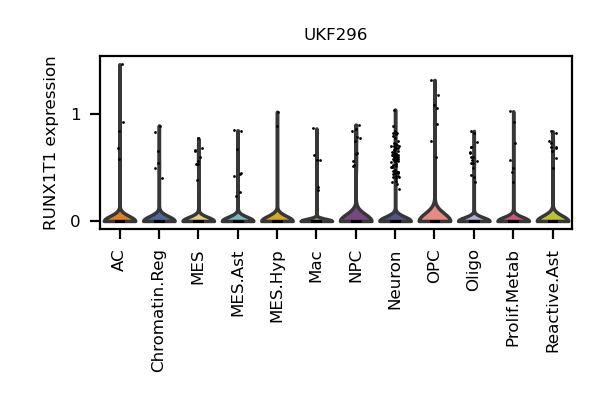 UKF296
RUNX1T1 expression
1
0
AC
Chromatin.Reg
MES
MES.Ast
MES.Hyp
Mac
NPC
Neuron
OPC
Oligo
Prolif.Metab
Reactive.Ast